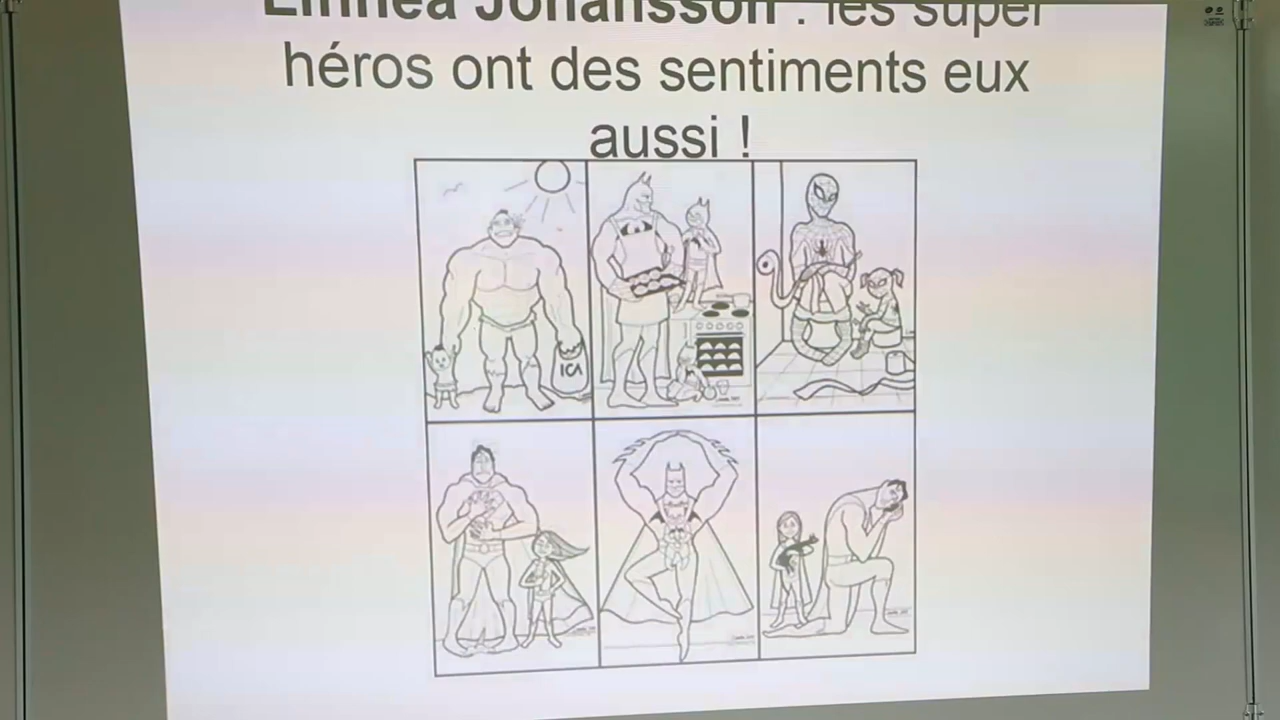 Linnea Johansson : les super
héros ont des sentiments eux
aussi !
ICA